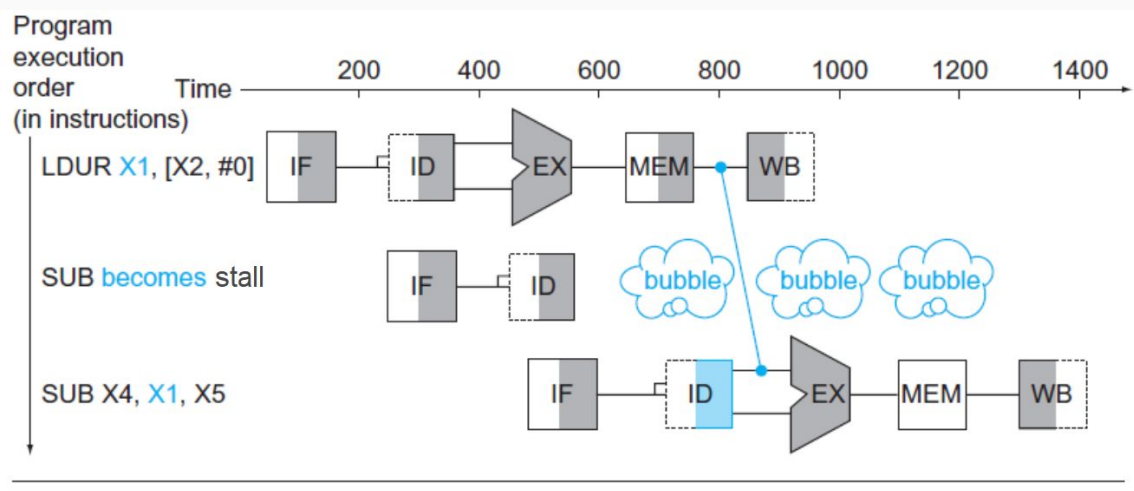 Program
execution
order
(in instructions)
Time
200 400 600 800 1000 1200 1400
LDUR X1, [X2, #0] IF ID EX MEM WB
SUB becomes stall IF ID bubble bubble bubble
SUB X4, X1, X5 IF ID EX MEM WB